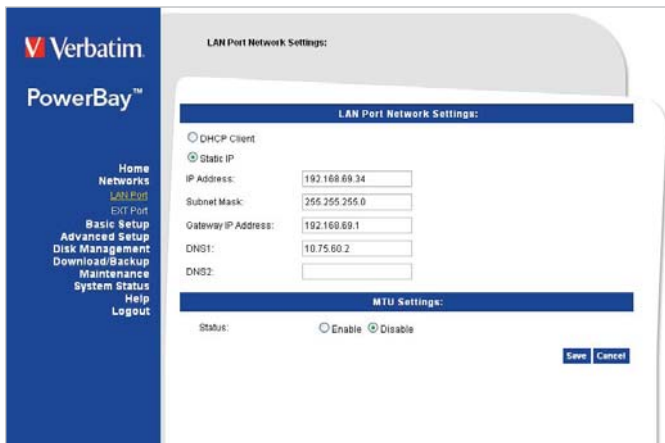 Verbatim.
PowerBay™
Home
Networks
LAN Port
EXT Port
Basic Setup
Advanced Setup
Disk Management
Download/Backup
Maintenance
System Status
Help
Logout
LAN Port Network Settings:
LAN Port Network Settings:
DHCP Client
Static IP
IP Address: 192.168.69.34
Subnet Mask: 255.255.255.0
Gateway IP Address: 192.168.69.1
DNS1: 10.75.60.2
DNS2:
MTU Settings:
Status: Enable Disable
Save Cancel